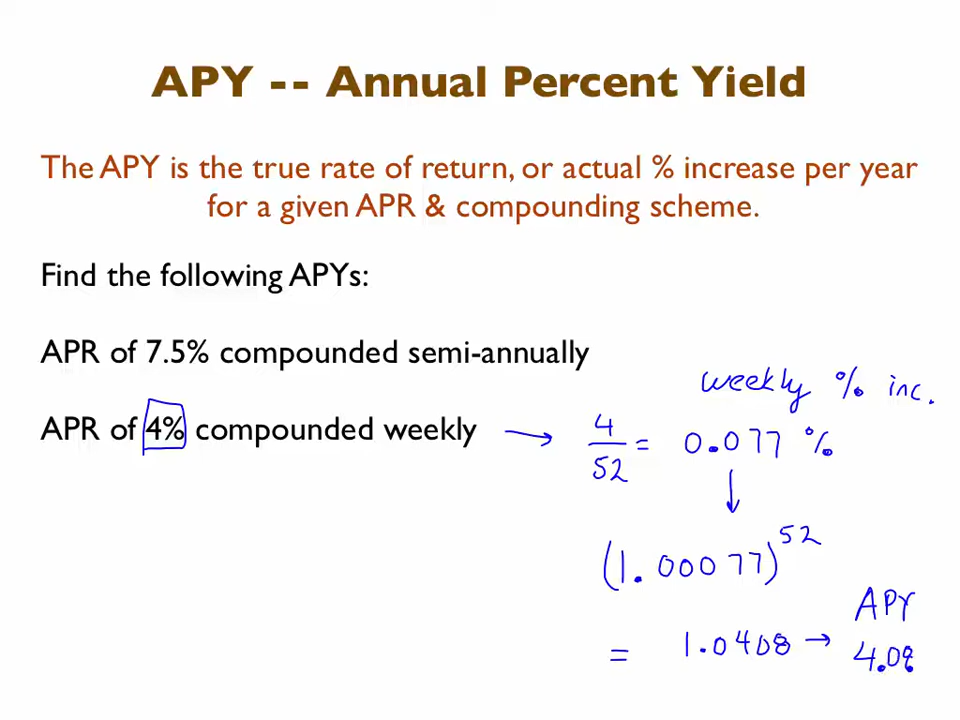 APY -- Annual Percent Yield
The APY is the true rate of return, or actual % increase per year
for a given APR & compounding scheme.
Find the following APYs:
APR of 7.5% compounded semi-annually
weekly % inc.
APR of 4% compounded weekly → 4/52 = 0.077 %
↓
(1.00077)^52
= 1.0408 →
APY
4.08